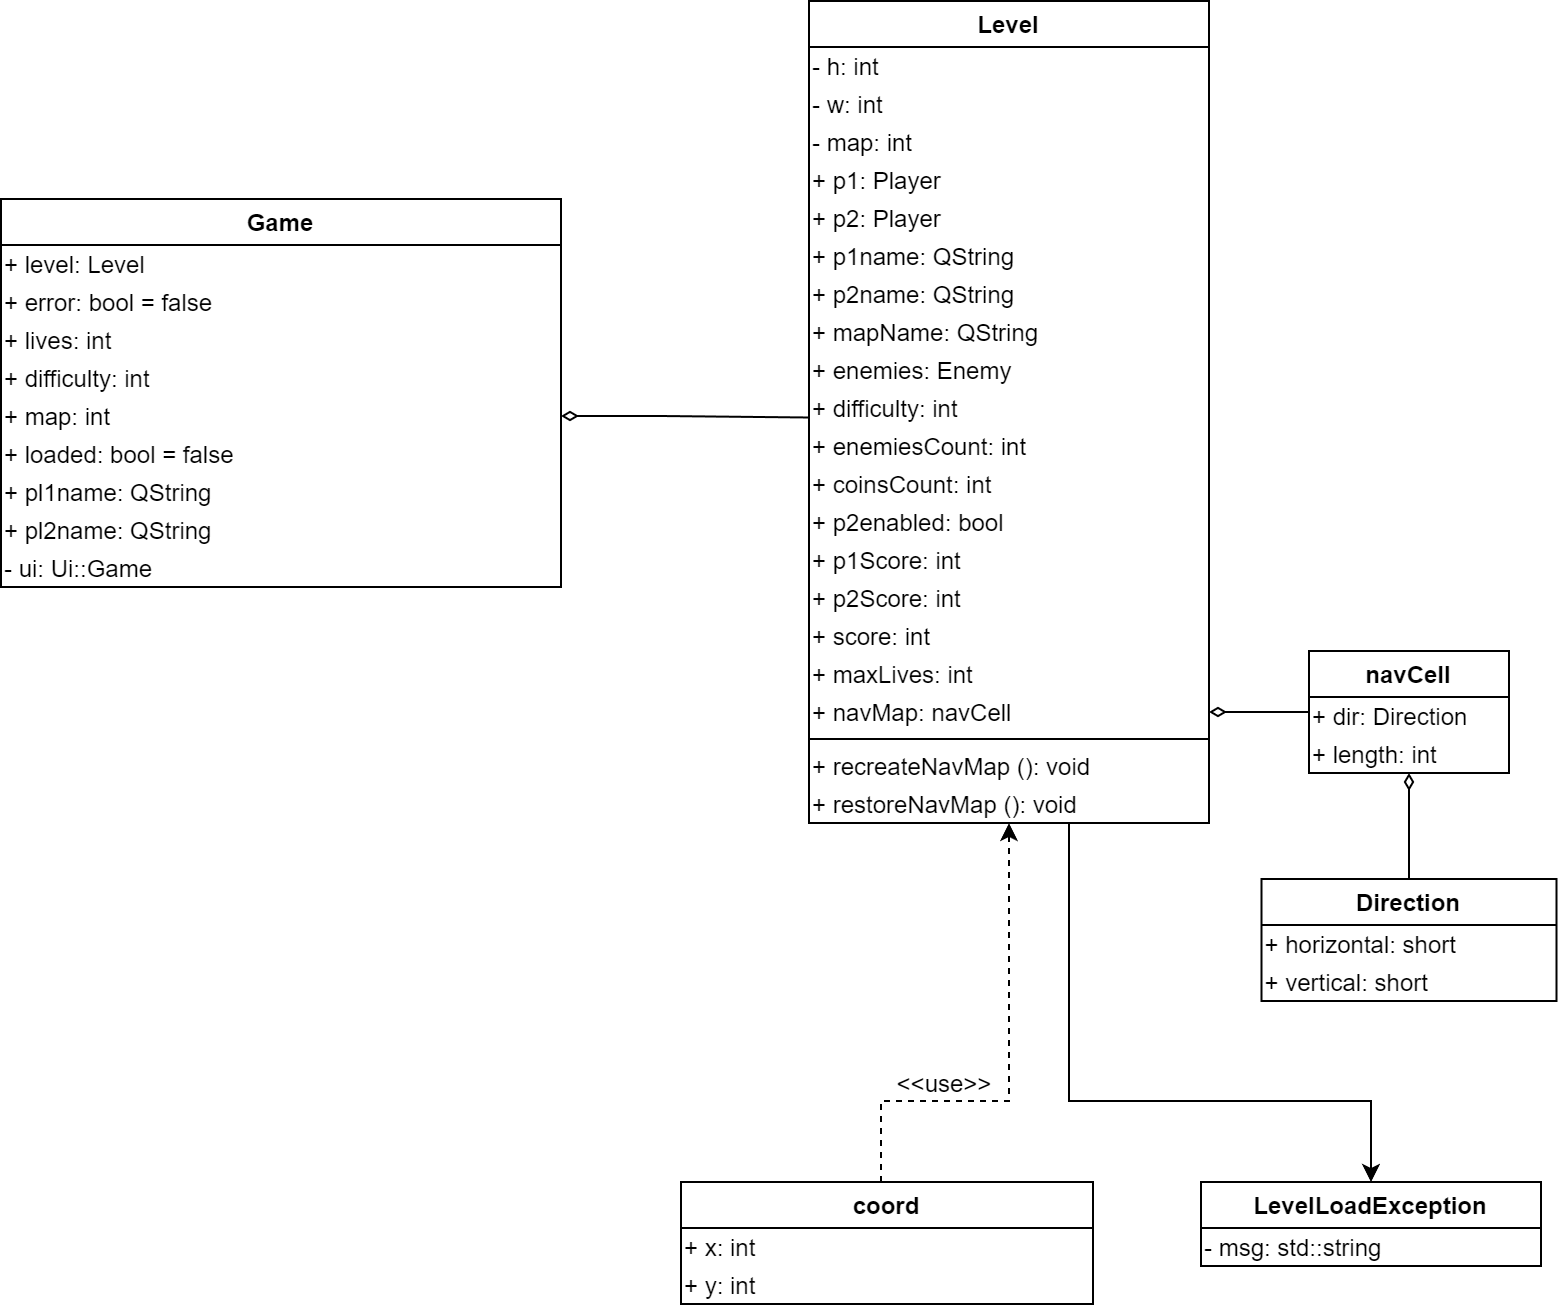 Level
- h: int
- w: int
- map: int
+ p1: Player
+ p2: Player
+ p1name: QString
+ p2name: QString
+ mapName: QString
+ enemies: Enemy
+ difficulty: int
+ enemiesCount: int
+ coinsCount: int
+ p2enabled: bool
+ p1Score: int
+ p2Score: int
+ score: int
+ maxLives: int
+ navMap: navCell
+ recreateNavMap (): void
+ restoreNavMap (): void
Game
+ level: Level
+ error: bool = false
+ lives: int
+ difficulty: int
+ map: int
+ loaded: bool = false
+ pl1name: QString
+ pl2name: QString
- ui: Ui::Game
navCell
+ dir: Direction
+ length: int
Direction
+ horizontal: short
+ vertical: short
<<use>>
coord
+ x: int
+ y: int
LevelLoadException
- msg: std::string